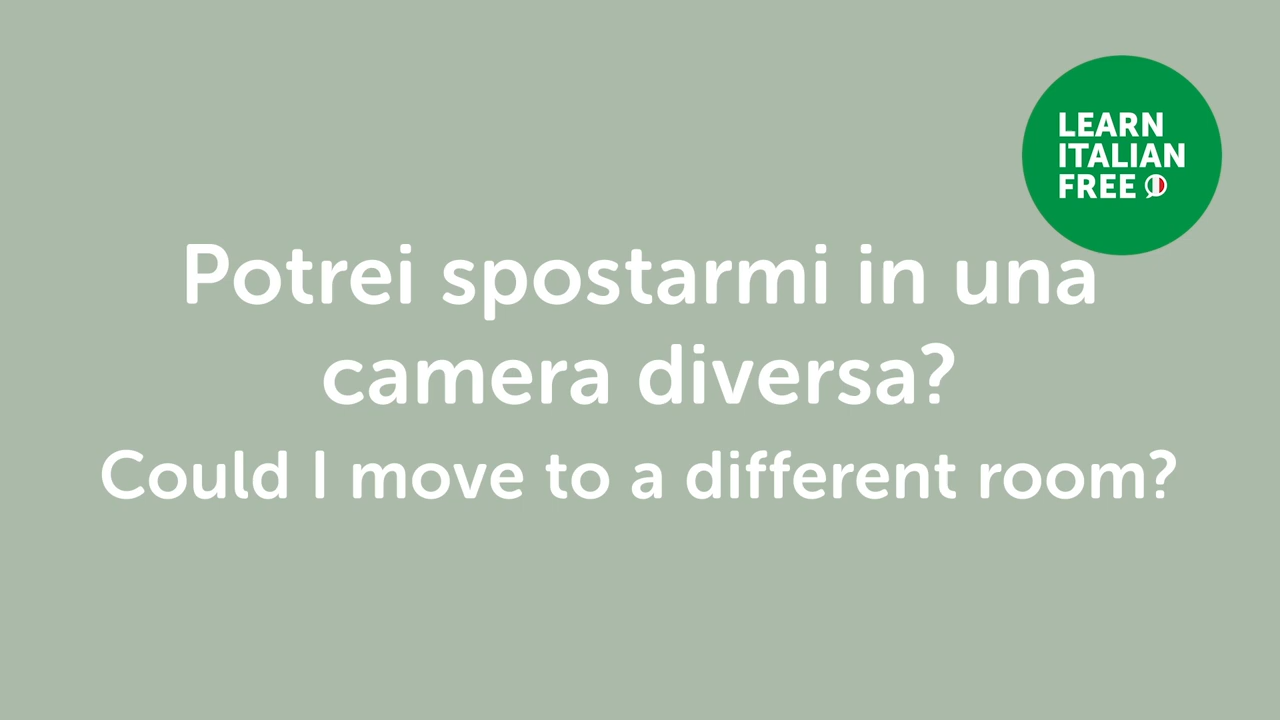 LEARN
ITALIAN
FREE
Potrei spostarmi in una
camera diversa?
Could I move to a different room?